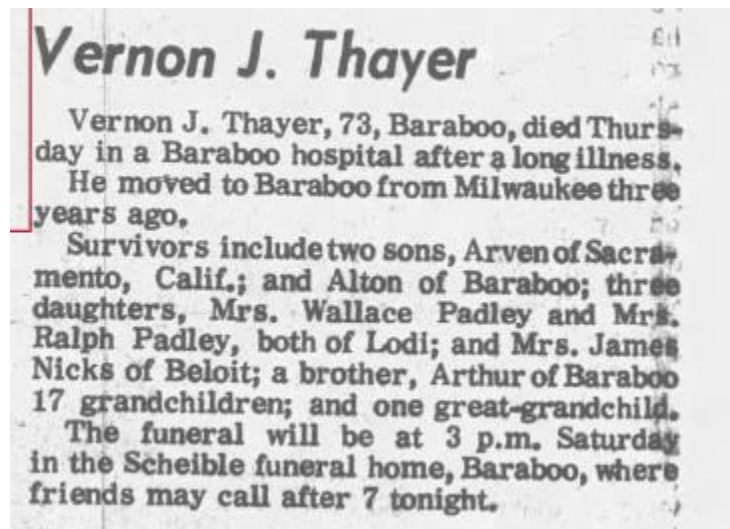 Vernon J. Thayer
Vernon J. Thayer, 73, Baraboo, died Thurs-
day in a Baraboo hospital after a long illness.
He moved to Baraboo from Milwaukee three
years ago.
Survivors include two sons, Arven of Sacra-
mento, Calif.; and Alton of Baraboo; three
daughters, Mrs. Wallace Padley and Mrs.
Ralph Padley, both of Lodi; and Mrs. James
Nicks of Beloit; a brother, Arthur of Baraboo
17 grandchildren; and one great-grandchild.
The funeral will be at 3 p.m. Saturday
in the Scheible funeral home, Baraboo, where
friends may call after 7 tonight.